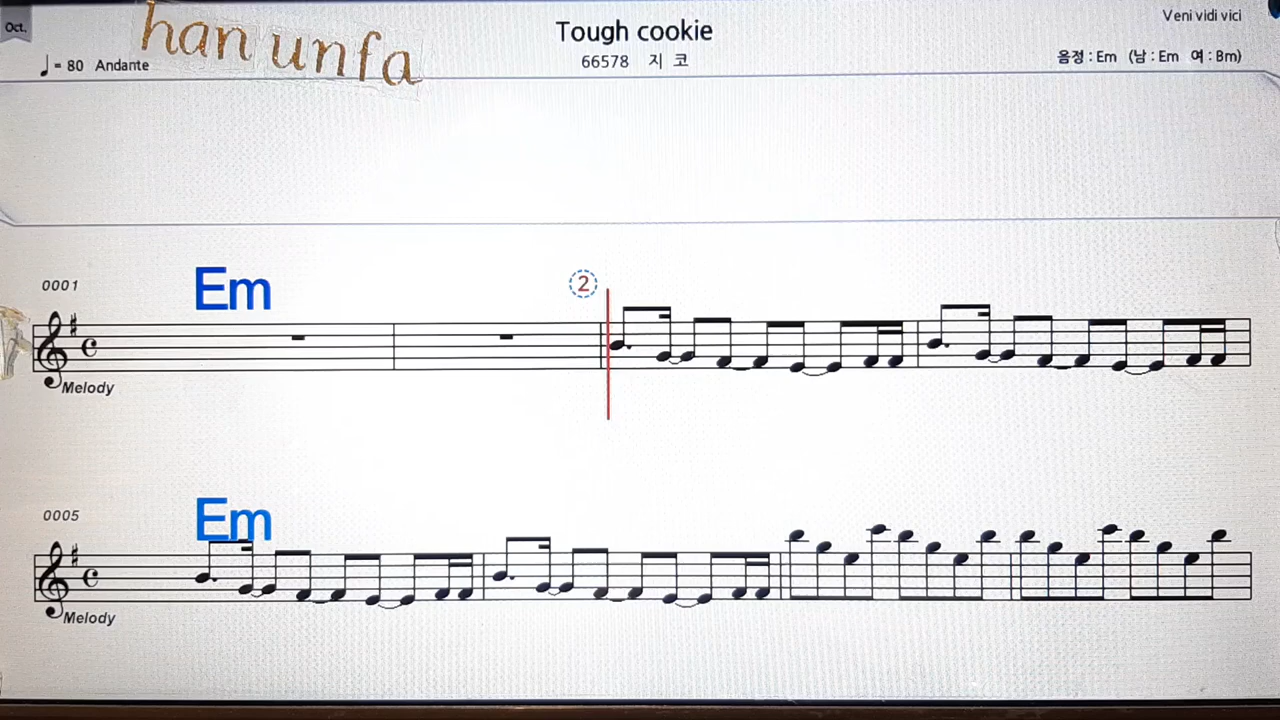 Oct.
han unfa
Tough cookie
Veni vidi vici
= 80 Andante
66578 지 코
음정 : Em (남 : Em 여 : Bm)
0001
Em
2
Melody
0005
Em
Melody